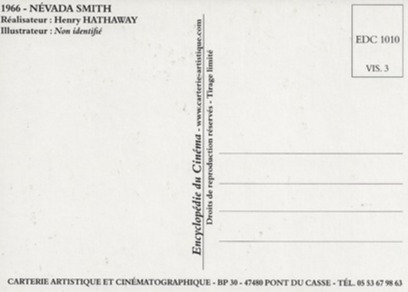 1966 - NÉVADA SMITH
Réalisateur : Henry HATHAWAY
Illustrateur : Non identifié
Encyclopédie du Cinéma - www.carterie-artistique.com
Droits de reproduction réservés - Tirage limité
EDC 1010
VIS. 3
CARTERIE ARTISTIQUE ET CINÉMATOGRAPHIQUE - BP 30 - 47480 PONT DU CASSE - TÉL. 05 53 67 98 63